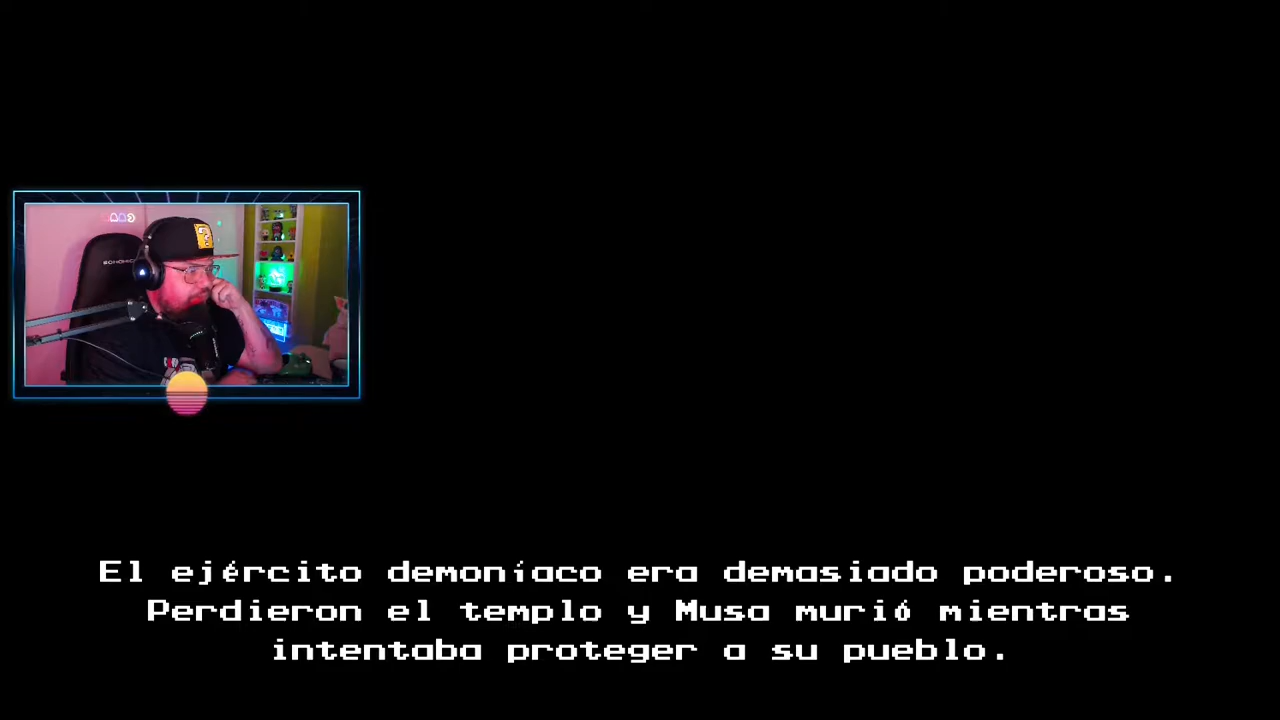 El ejército demoníaco era demasiado poderoso.
Perdieron el templo y Musa murió mientras
intentaba proteger a su pueblo.